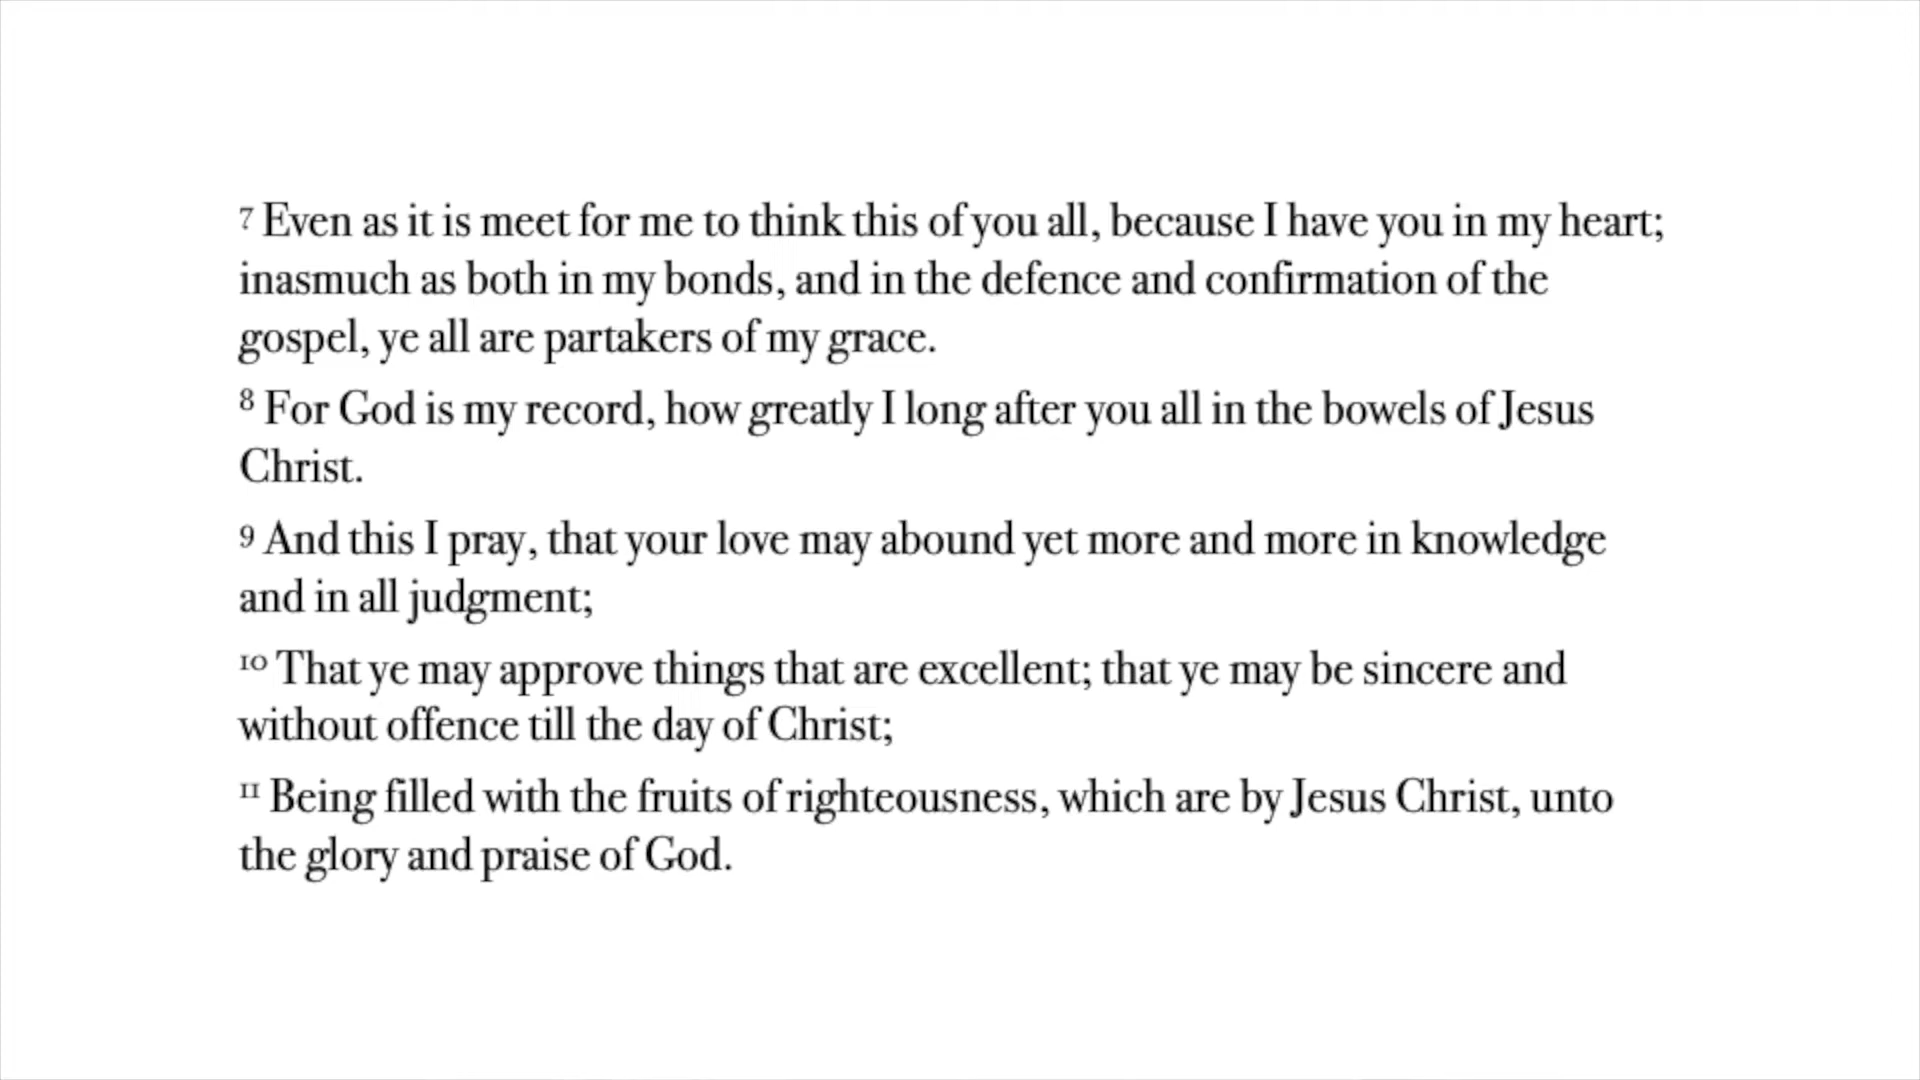 7 Even as it is meet for me to think this of you all, because I have you in my heart;
inasmuch as both in my bonds, and in the defence and confirmation of the
gospel, ye all are partakers of my grace.
8 For God is my record, how greatly I long after you all in the bowels of Jesus
Christ.
9 And this I pray, that your love may abound yet more and more in knowledge
and in all judgment;
10 That ye may approve things that are excellent; that ye may be sincere and
without offence till the day of Christ;
11 Being filled with the fruits of righteousness, which are by Jesus Christ, unto
the glory and praise of God.